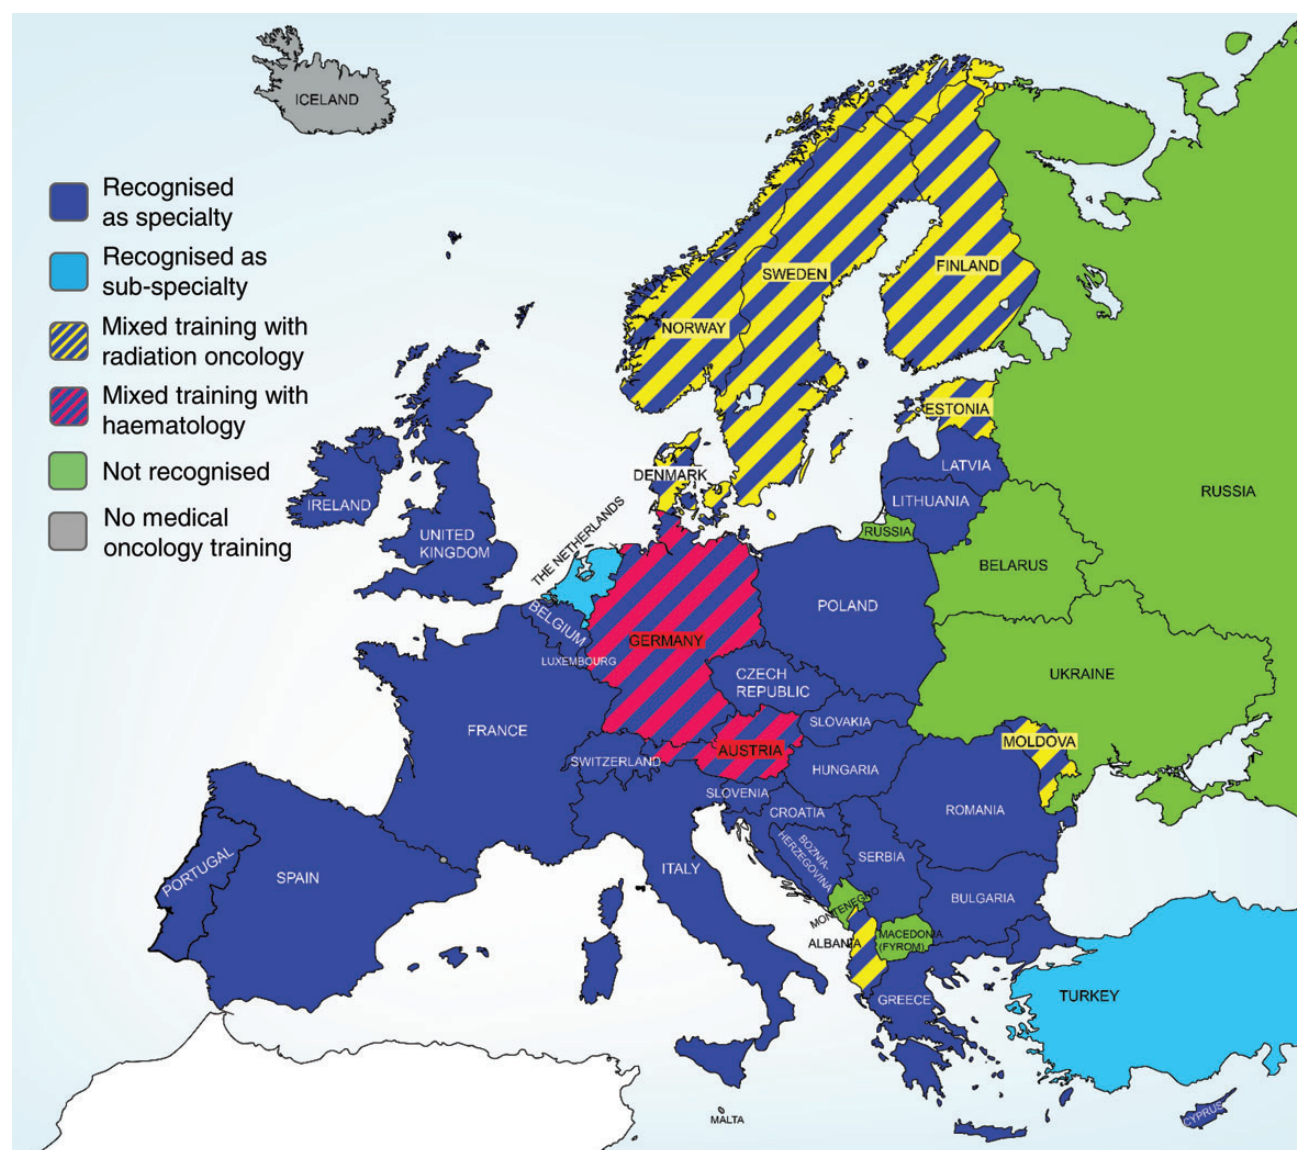 ICELAND
Recognised
as specialty
Recognised as
sub-specialty
Mixed training with
radiation oncology
Mixed training with
haematology
Not recognised
No medical
oncology training
SWEDEN
FINLAND
NORWAY
ESTONIA
DENMARK
LATVIA
LITHUANIA
RUSSIA
RUSSIA
IRELAND
UNITED
KINGDOM
THE NETHERLANDS
BELARUS
BELGIUM
POLAND
GERMANY
LUXEMBOURG
CZECH
REPUBLIC
UKRAINE
FRANCE
SLOVAKIA
MOLDOVA
AUSTRIA
SWITZERLAND
HUNGARIA
SLOVENIA
CROATIA
ROMANIA
BOZNIA-
HERZEGOVINA
SERBIA
PORTUGAL
SPAIN
ITALY
BULGARIA
MONTENEGRO
ALBANIA
MACEDONIA
(FYROM)
GREECE
TURKEY
MALTA
CYPRUS